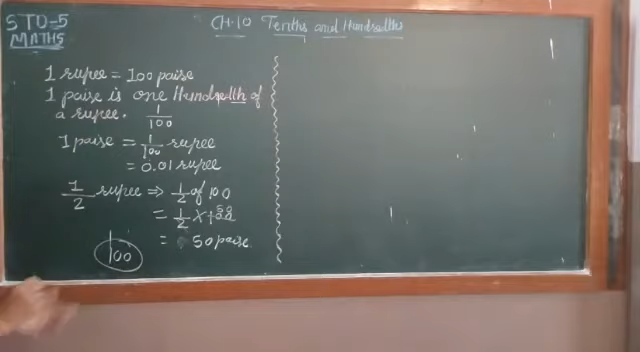 STD-5
MATHS
CH.10 Tenths and Hundredths
1 rupee = 100 paise
1 paise is one Hundredth of
a rupee. 1/100
1 paise = 1/100 rupee
= 0.01 rupee
1/2 rupee ⇒ 1/2 of 100
= 1/2 × 100 50
= 50 paise
100